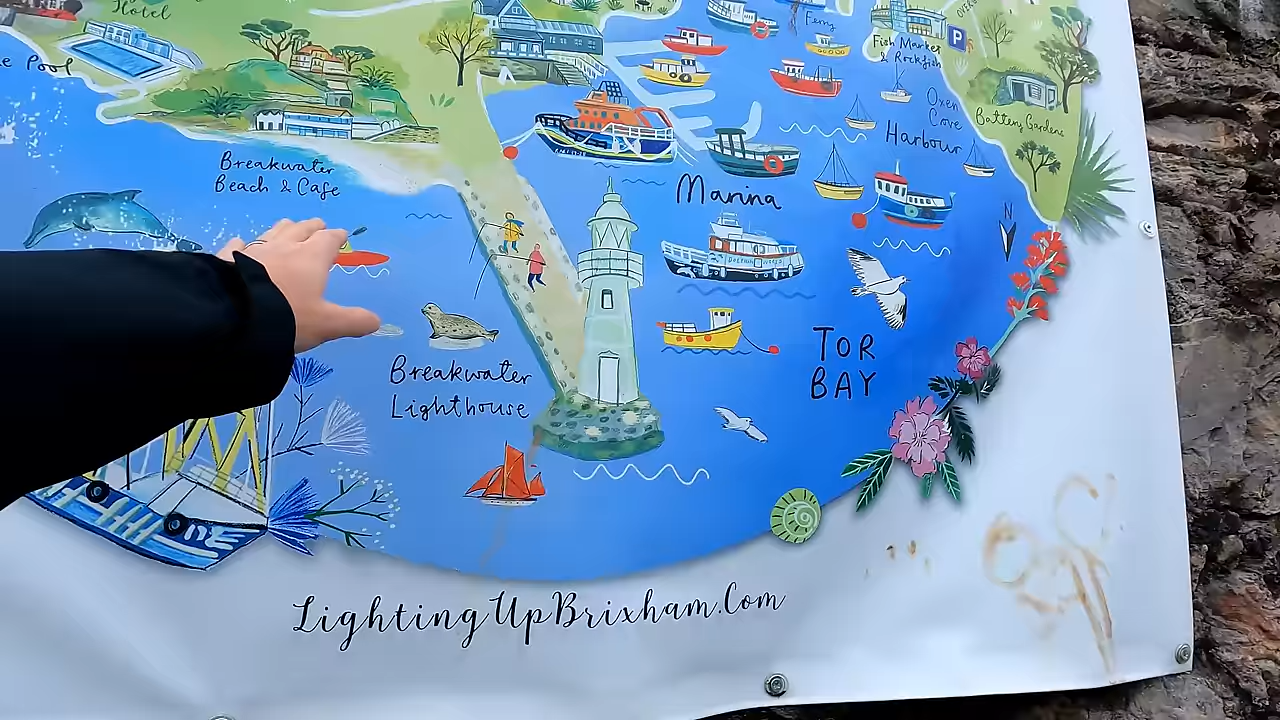 Hotel
Pool
Ferry
Fish Market
& Rockfish
P
Oxen
Cove
Harbour
Battery Gardens
Breakwater
Beach & Cafe
Marina
N
TOR
BAY
Breakwater
Lighthouse
LightingUpBrixham.Com